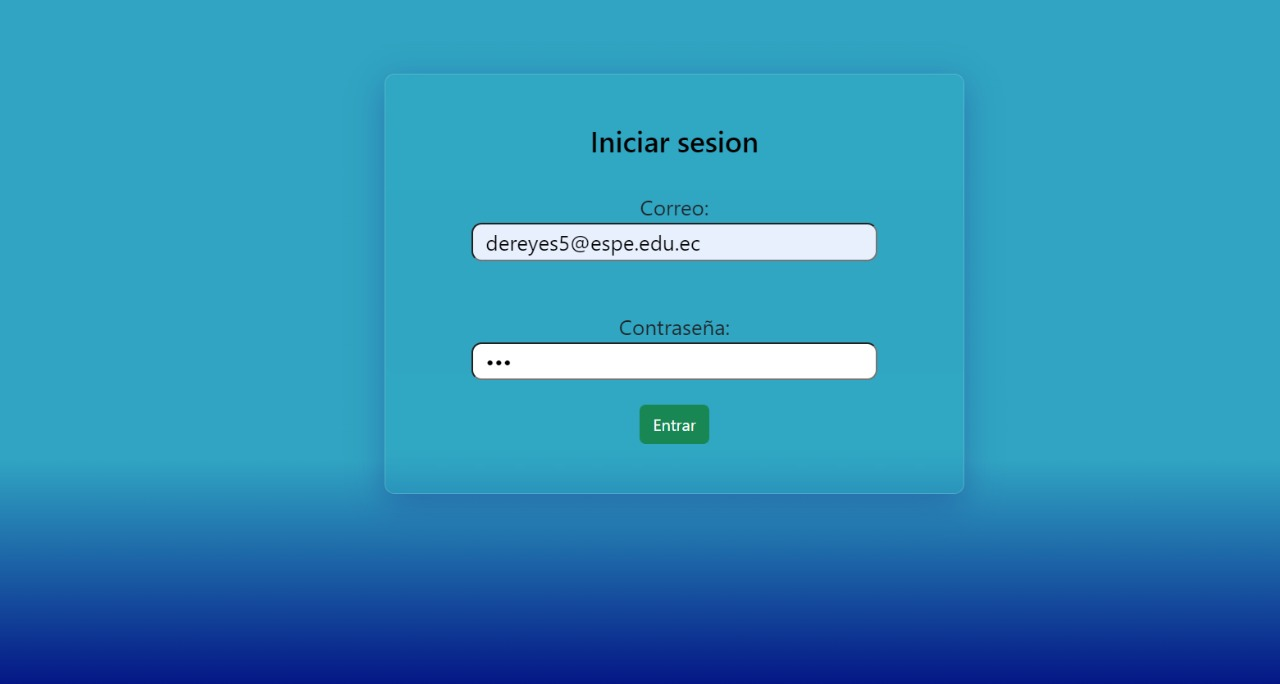 Iniciar sesion
Correo:
dereyes5@espe.edu.ec
Contraseña:
•••
Entrar